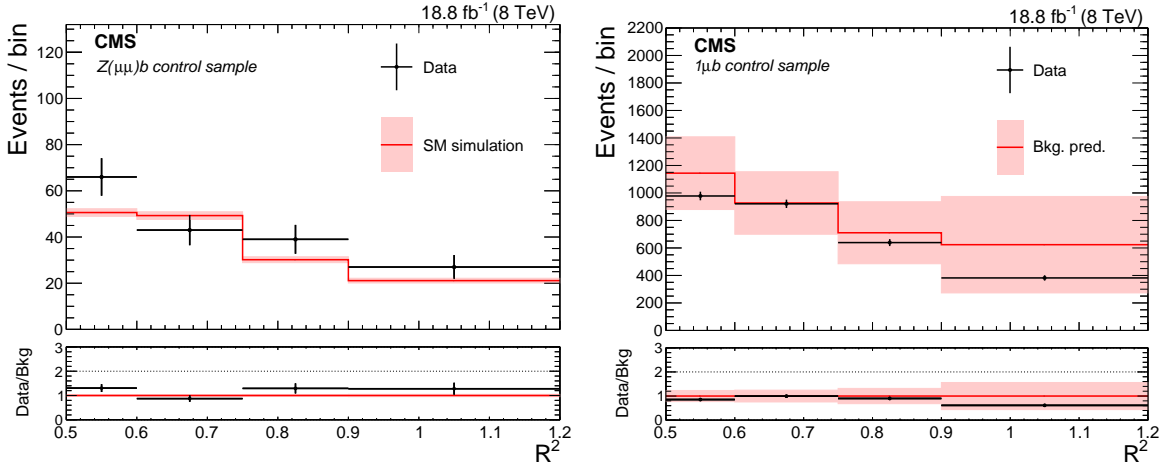 18.8 fb⁻¹ (8 TeV)
CMS
Z(μμ)b control sample
Data
SM simulation
Events / bin
120
100
80
60
40
20
0
Data/Bkg
3
2
1
0
0.5 0.6 0.7 0.8 0.9 1 1.1 1.2
R²
18.8 fb⁻¹ (8 TeV)
CMS
1μb control sample
Data
Bkg. pred.
Events / bin
2200
2000
1800
1600
1400
1200
1000
800
600
400
200
0
Data/Bkg
3
2
1
0
0.5 0.6 0.7 0.8 0.9 1 1.1 1.2
R²